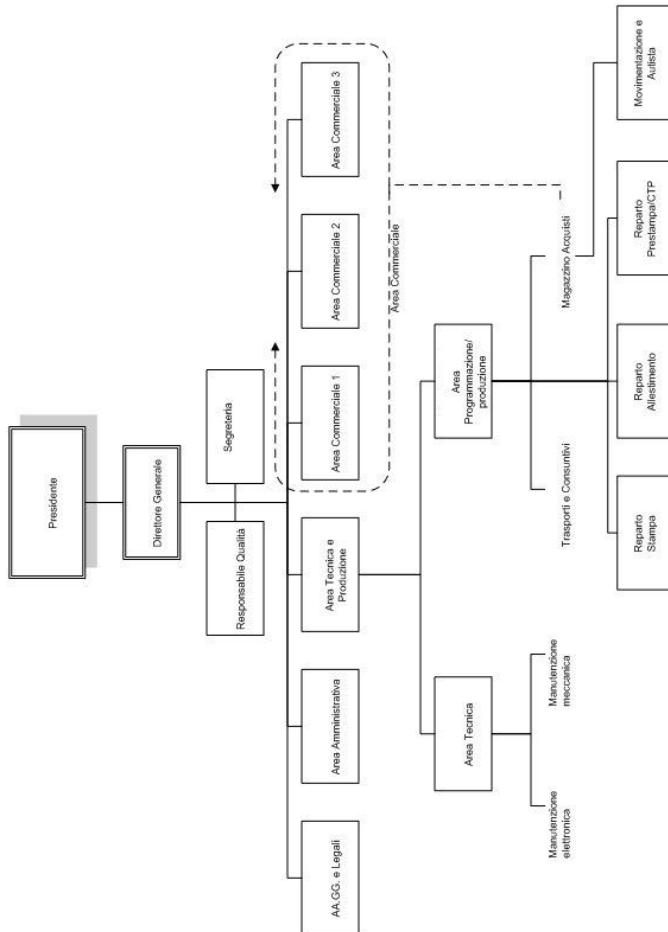 Presidente
Direttore Generale
Responsabile Qualità
Segreteria
AA.GG. e Legali
Area Amministrativa
Area Tecnica e
Produzione
Area Commerciale 1
Area Commerciale 2
Area Commerciale 3
Area Commerciale
Area Tecnica
Area
Programmazione/
produzione
Manutenzione
elettronica
Manutenzione
meccanica
Trasporti e Consuntivi
Magazzino Acquisti
Reparto
Stampa
Reparto
Allestimento
Reparto
Prestampa/CTP
Movimentazione e
Autista